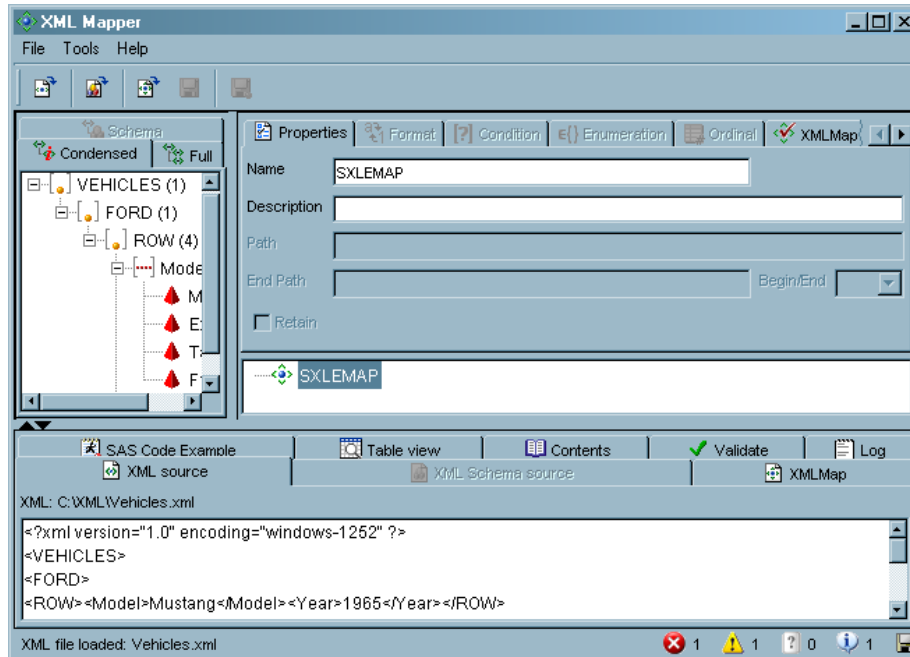 XML Mapper
File Tools Help
Schema
Condensed Full
VEHICLES (1)
FORD (1)
ROW (4)
Mode
M
E
T
F
Properties Format Condition Enumeration Ordinal XMLMap
Name SXLEMAP
Description
Path
End Path Begin/End
Retain
SXLEMAP
SAS Code Example Table view Contents Validate Log
XML source XML Schema source XMLMap
XML: C:\XML\Vehicles.xml
<?xml version="1.0" encoding="windows-1252" ?>
<VEHICLES>
<FORD>
<ROW><Model>Mustang</Model><Year>1965</Year></ROW>
XML file loaded: Vehicles.xml 1 1 0 1